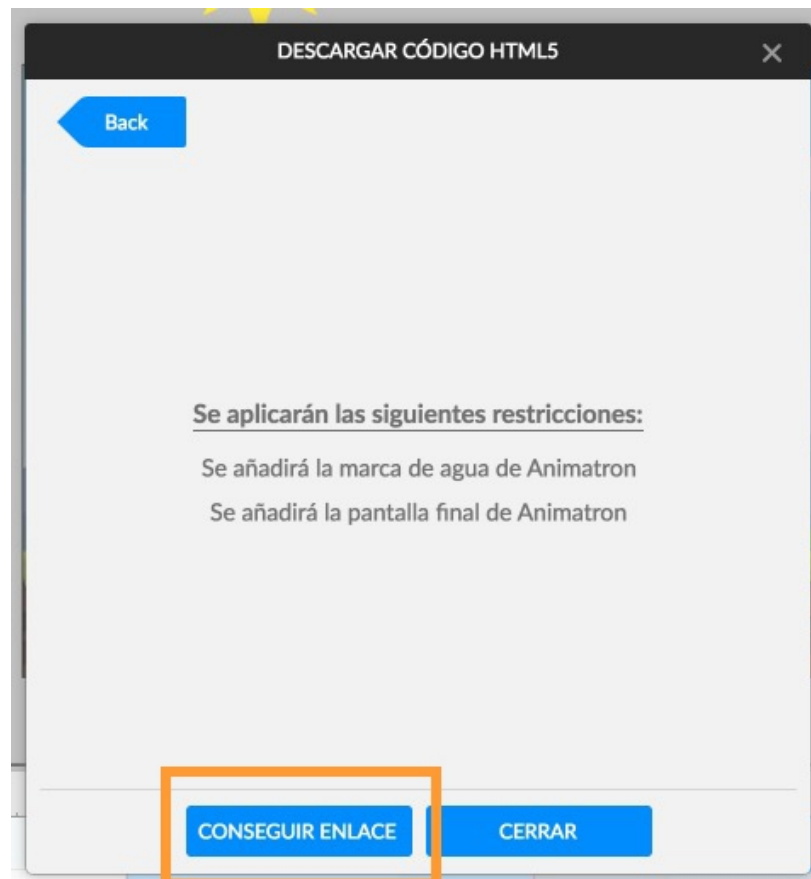 DESCARGAR CÓDIGO HTML5
Back
Se aplicarán las siguientes restricciones:
Se añadirá la marca de agua de Animatron
Se añadirá la pantalla final de Animatron
CONSEGUIR ENLACE
CERRAR